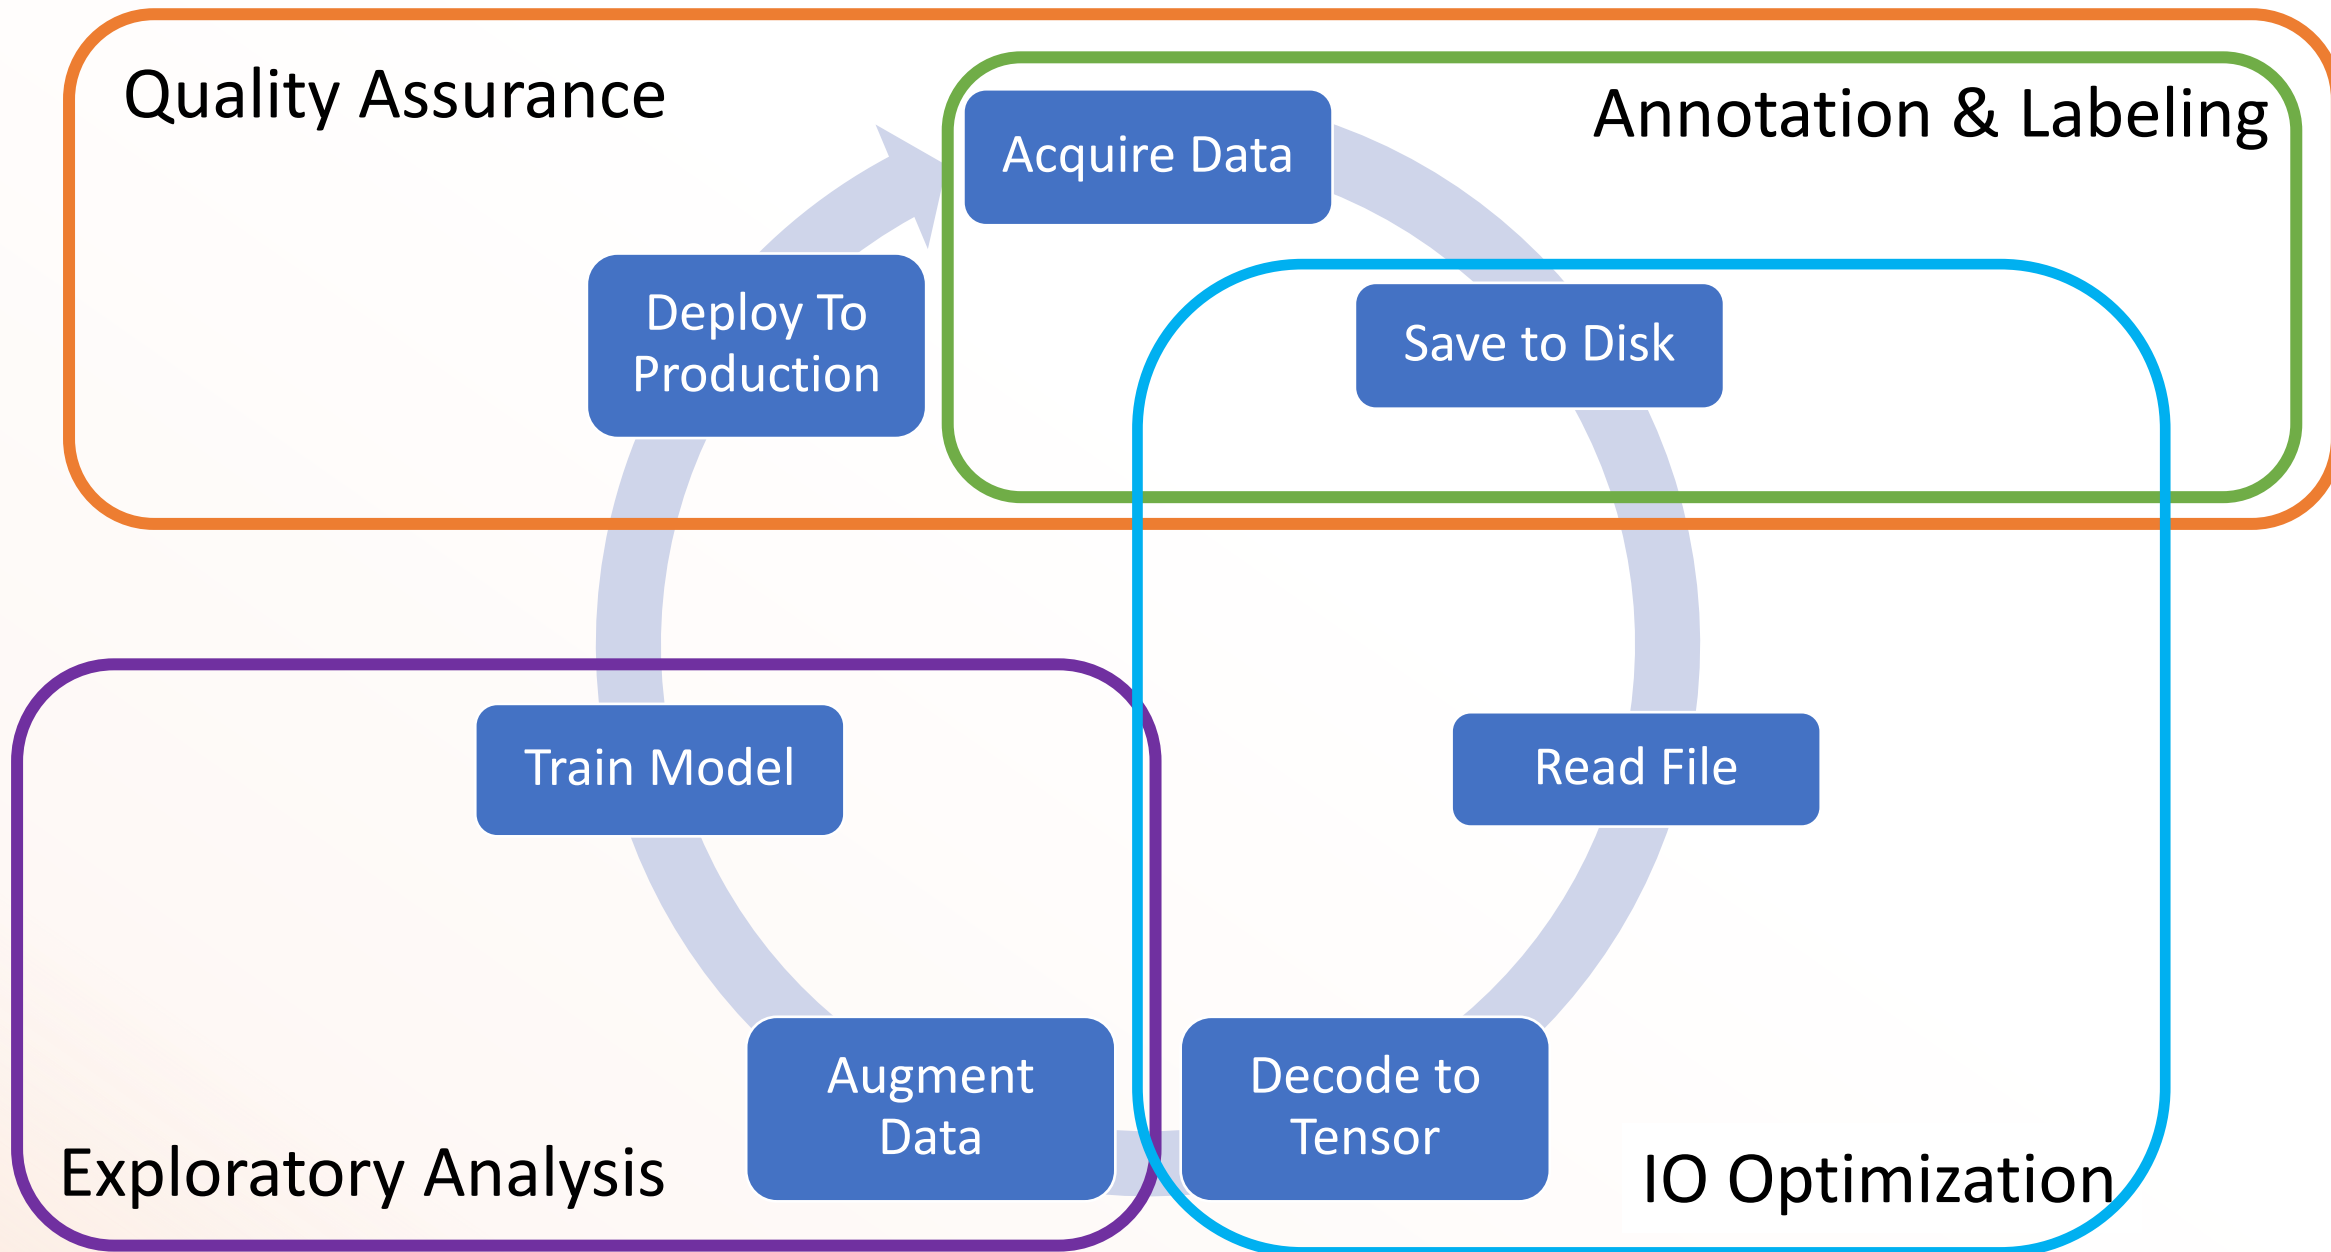 Quality Assurance
Annotation & Labeling
Acquire Data
Save to Disk
Read File
Decode to
Tensor
Augment
Data
Train Model
Deploy To
Production
Exploratory Analysis
IO Optimization